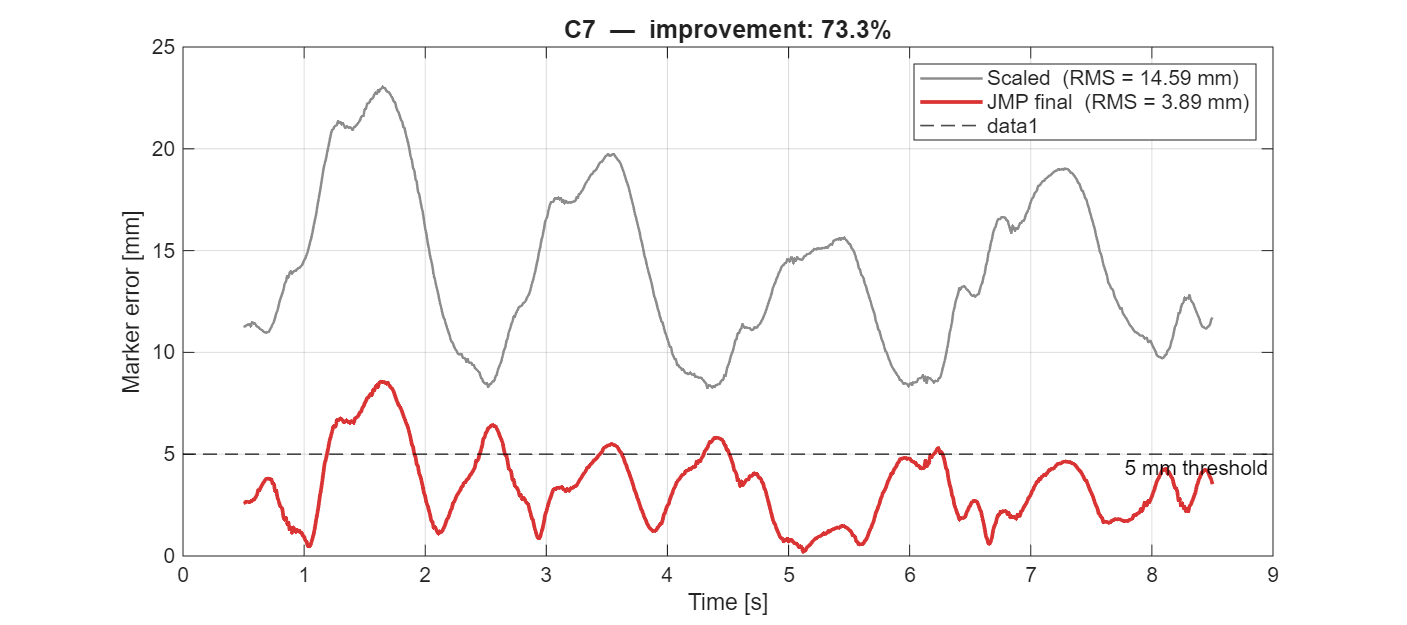 C7 — improvement: 73.3%
25
20
15
10
5
0
Marker error [mm]
Scaled (RMS = 14.59 mm)
JMP final (RMS = 3.89 mm)
data1
5 mm threshold
0 1 2 3 4 5 6 7 8 9
Time [s]